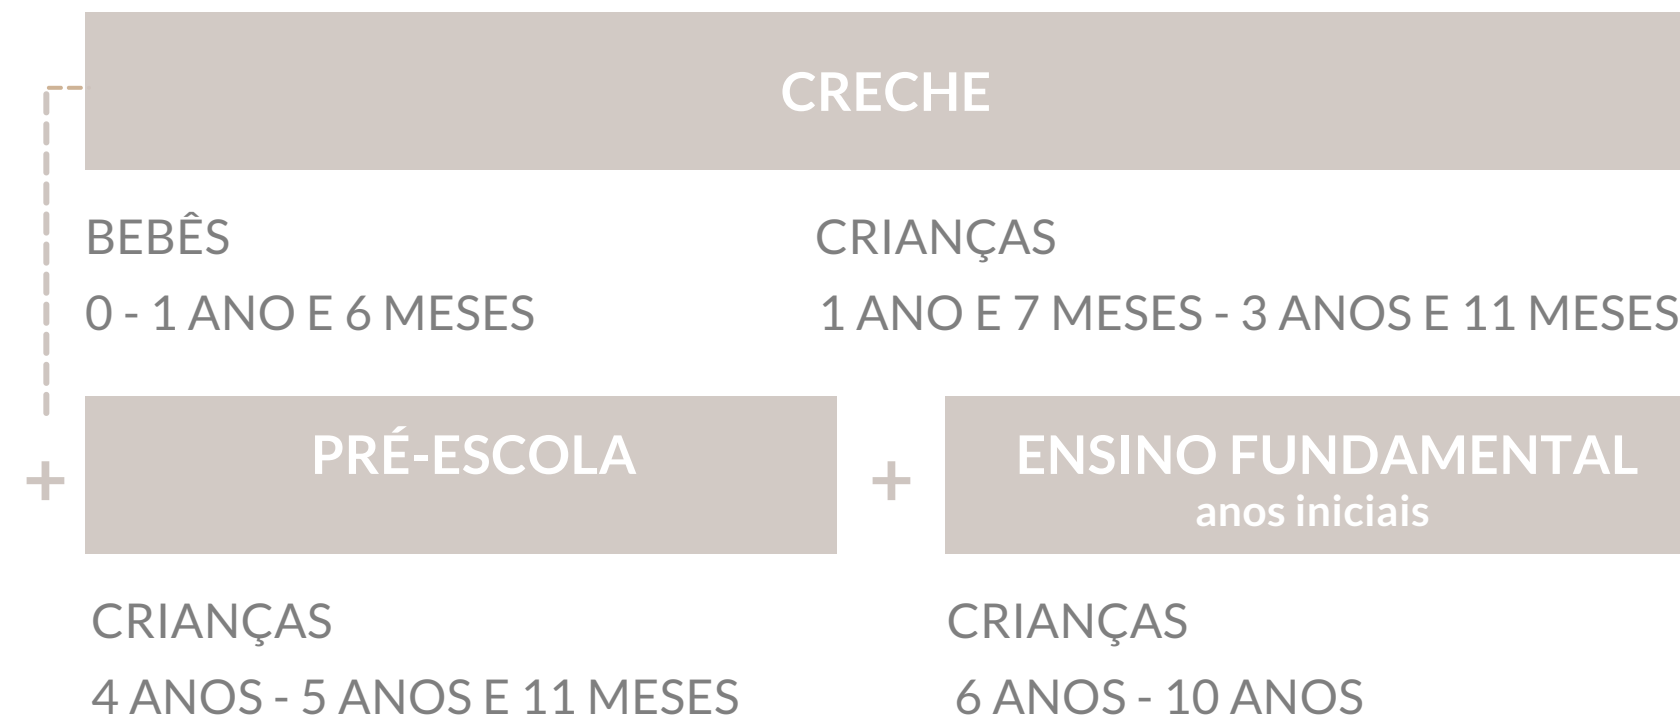 CRECHE
BEBÊS
0 - 1 ANO E 6 MESES
CRIANÇAS
1 ANO E 7 MESES - 3 ANOS E 11 MESES
+
PRÉ-ESCOLA
CRIANÇAS
4 ANOS - 5 ANOS E 11 MESES
+
ENSINO FUNDAMENTAL
anos iniciais
CRIANÇAS
6 ANOS - 10 ANOS